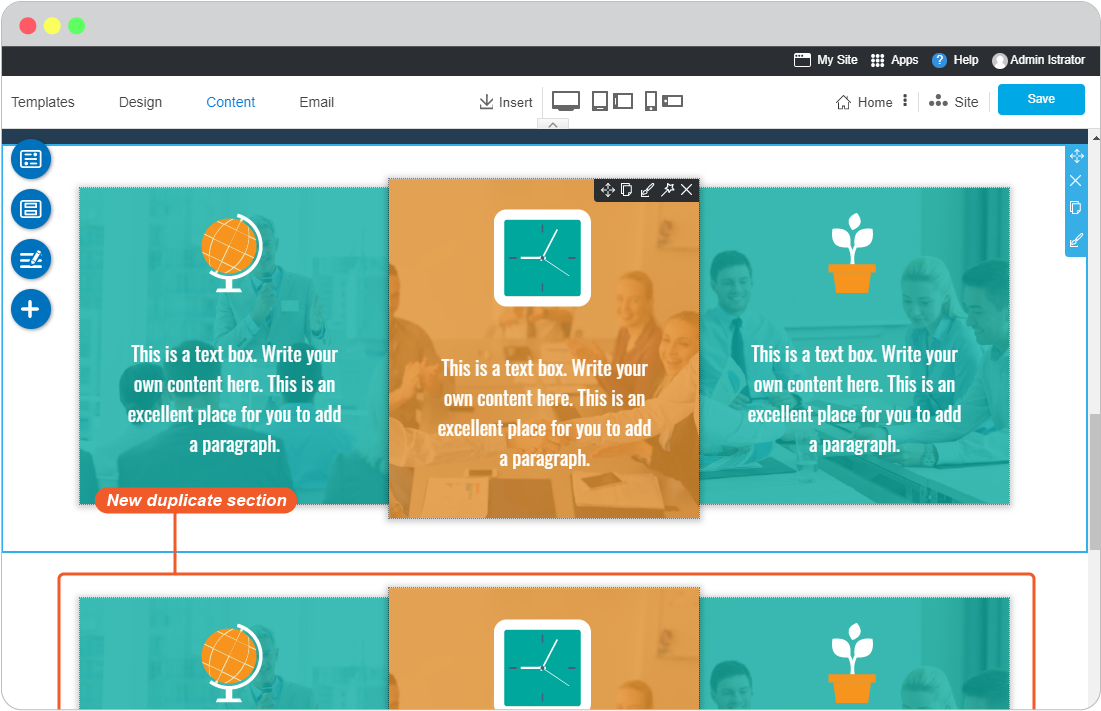 My Site Apps ? Help Admin Istrator
Templates Design Content Email Insert Home Site Save
This is a text box. Write your
own content here. This is an
excellent place for you to add
a paragraph.
This is a text box. Write your
own content here. This is an
excellent place for you to add
a paragraph.
This is a text box. Write your
own content here. This is an
excellent place for you to add
a paragraph.
New duplicate section